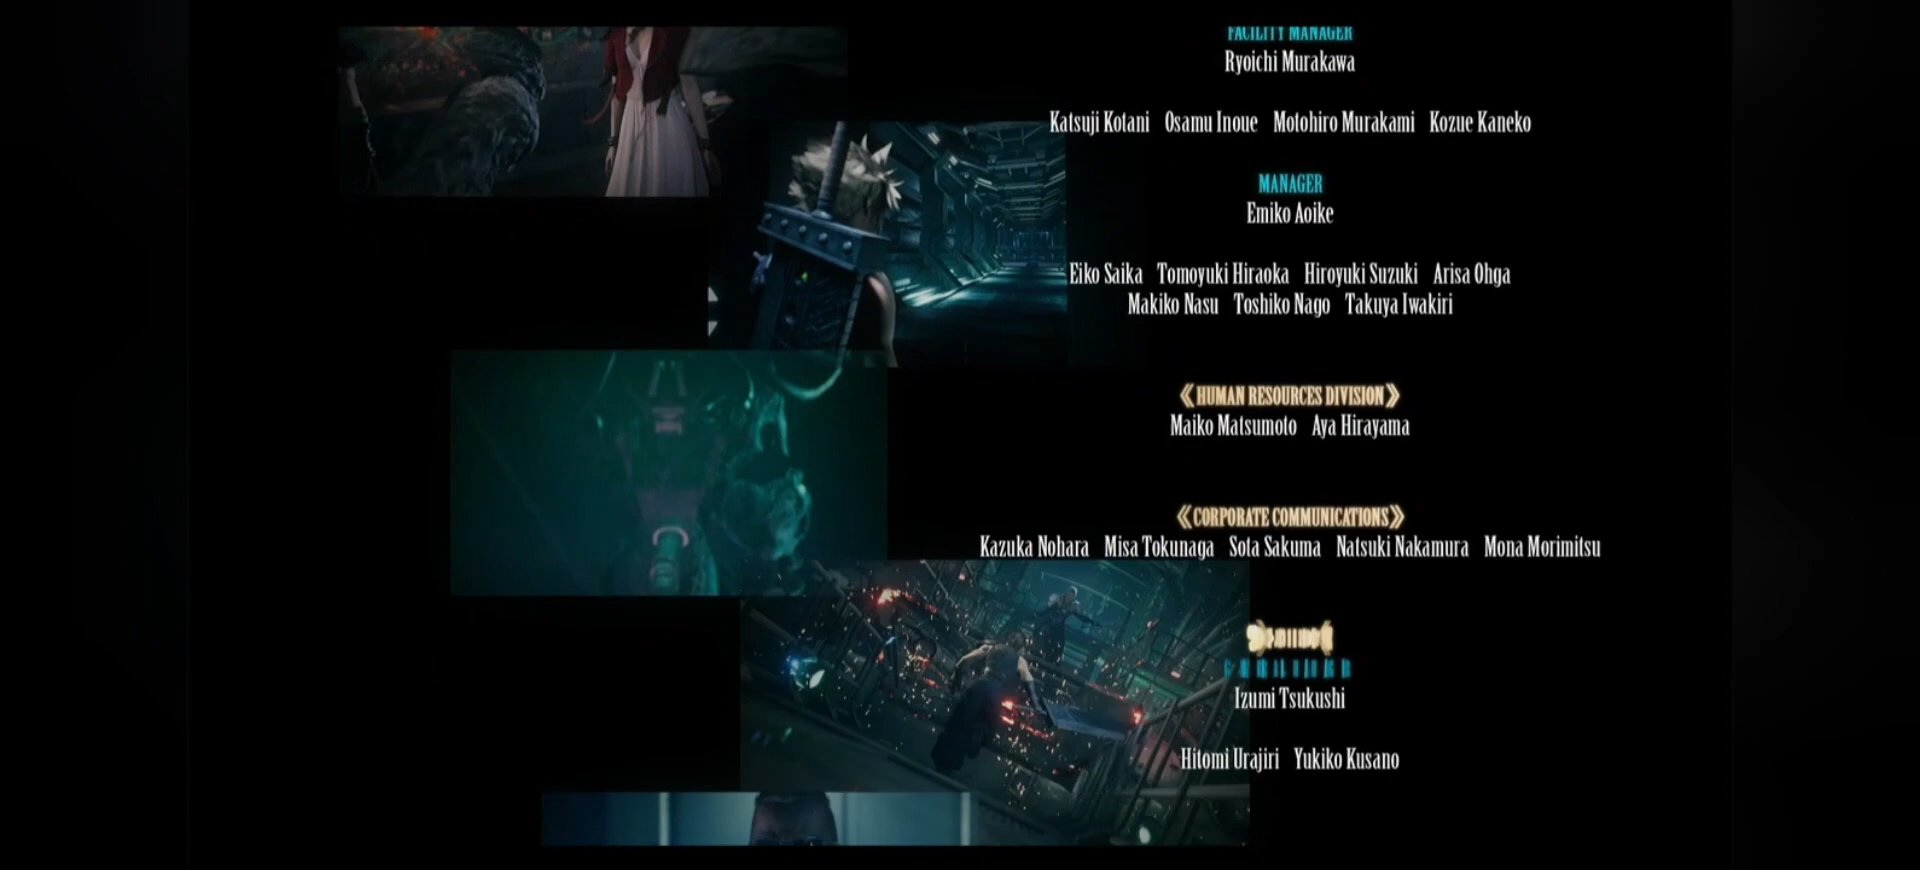 FACILITY MANAGER
Ryoichi Murakawa
Katsuji Kotani Osamu Inoue Motohiro Murakami Kozue Kaneko
MANAGER
Emiko Aoike
Eiko Saika Tomoyuki Hiraoka Hiroyuki Suzuki Arisa Ohga
Makiko Nasu Toshiko Nago Takuya Iwakiri
《HUMAN RESOURCES DIVISION》
Maiko Matsumoto Aya Hirayama
《CORPORATE COMMUNICATIONS》
Kazuka Nohara Misa Tokunaga Sota Sakuma Natsuki Nakamura Mona Morimitsu
Izumi Tsukushi
Hitomi Urajiri Yukiko Kusano